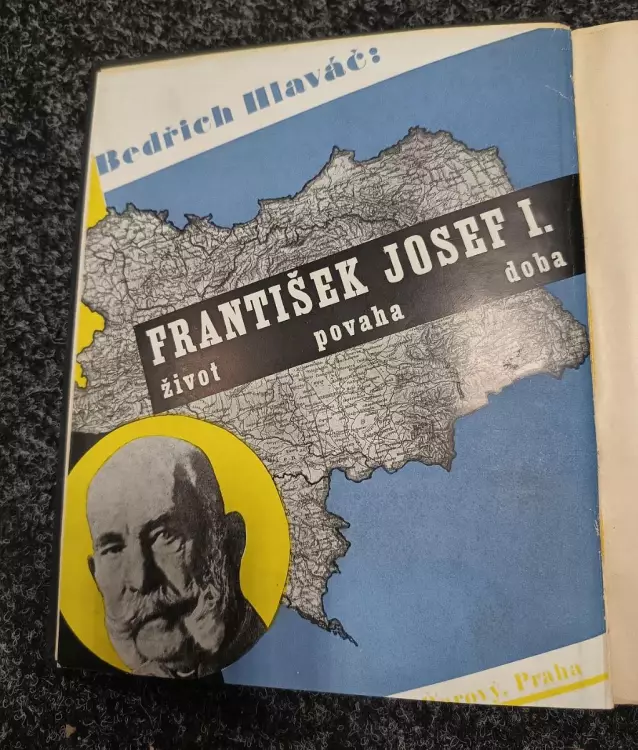 Bedřich Hlaváč:
FRANTIŠEK JOSEF I.
život povaha doba
Praha